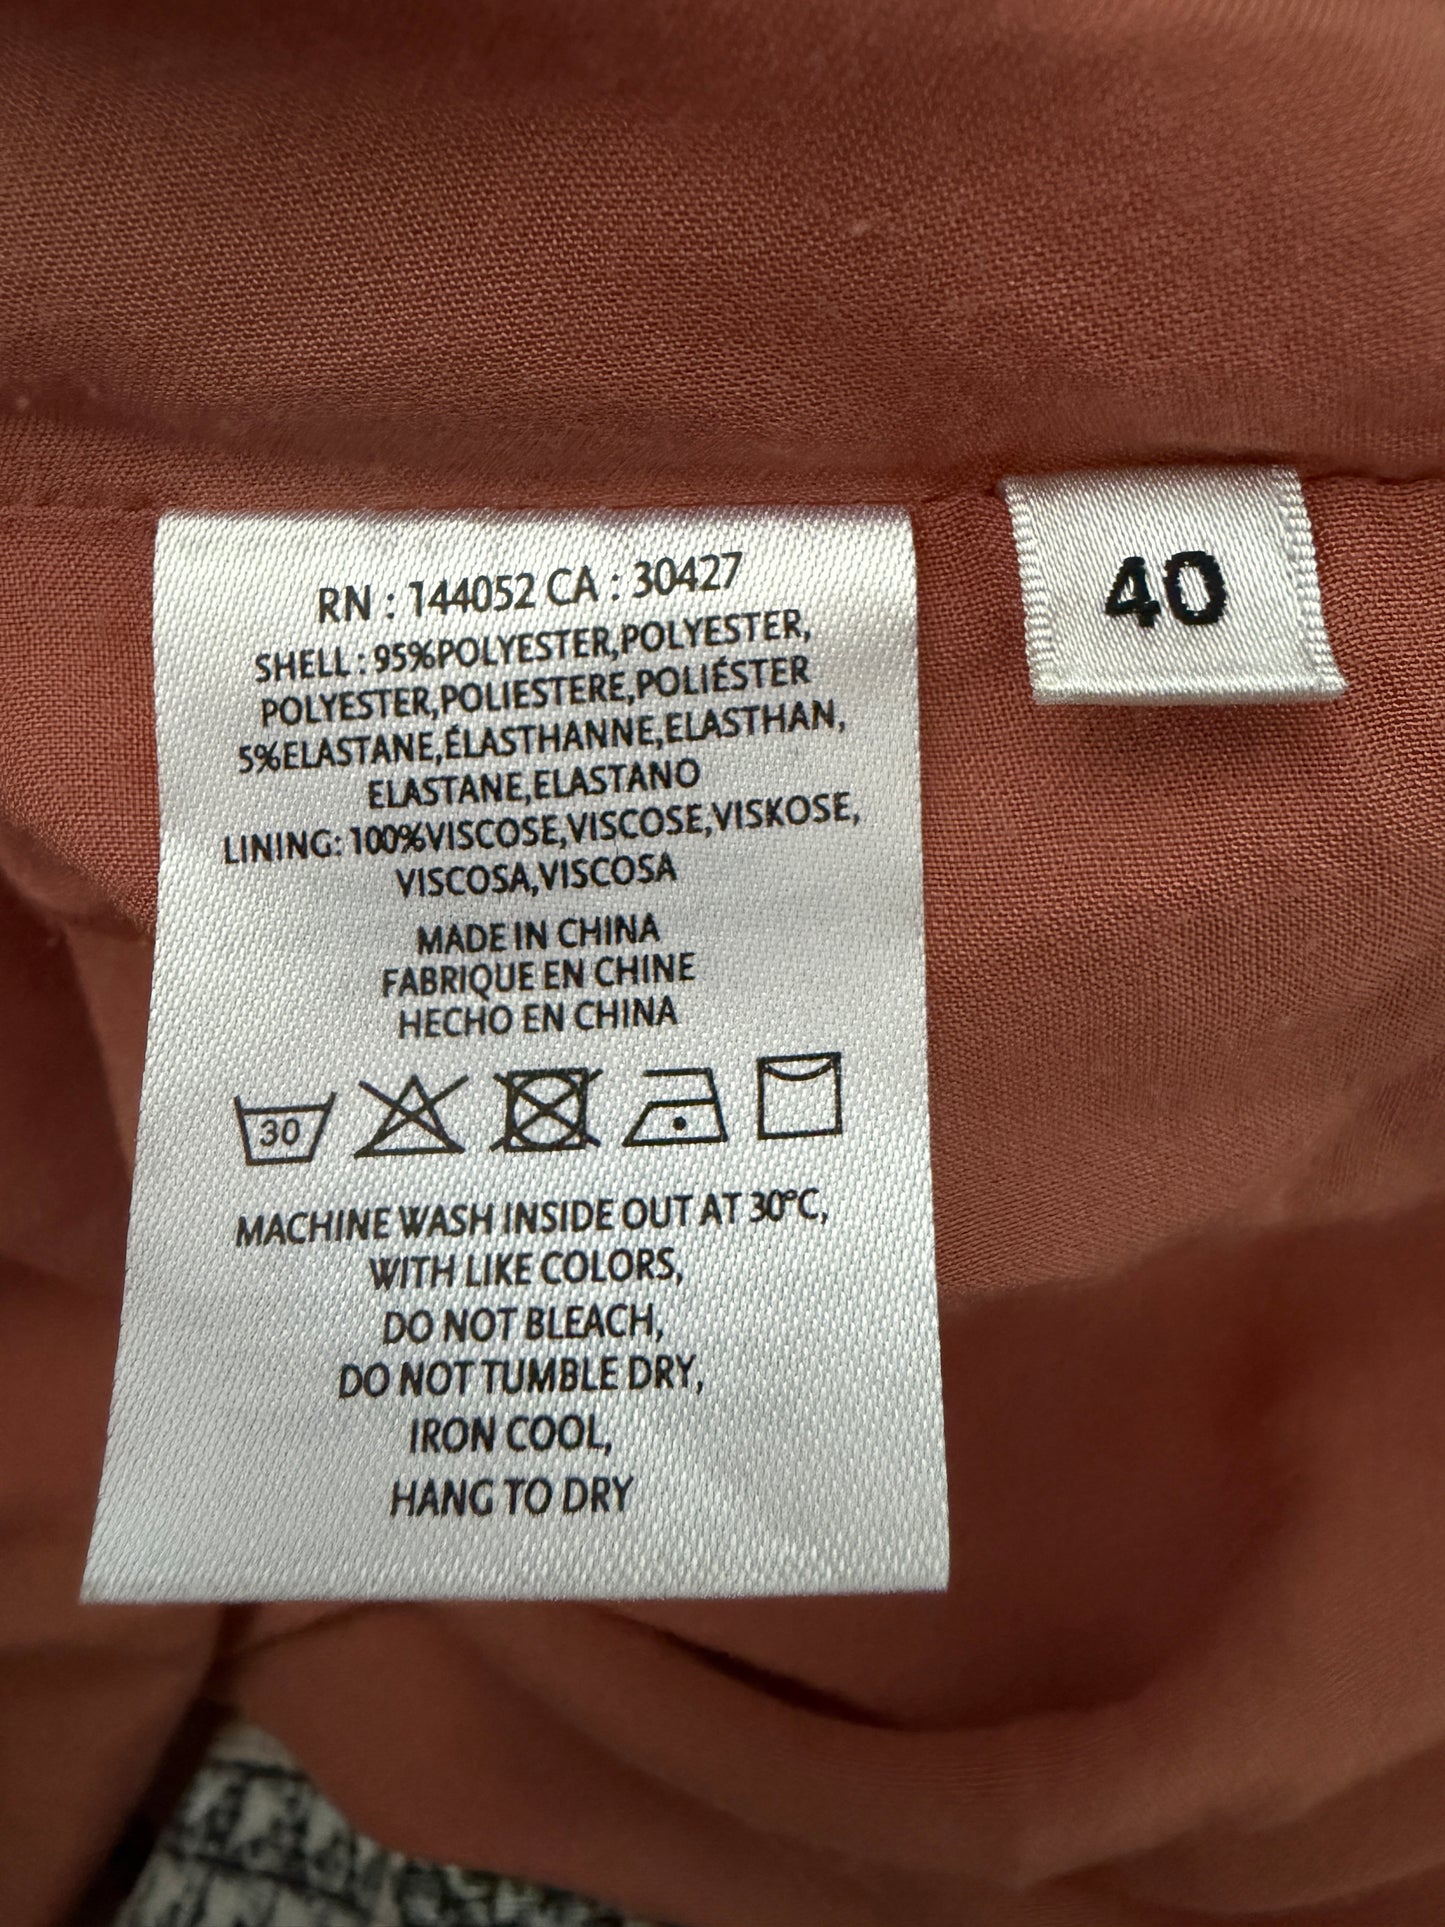 RN : 144052 CA : 30427
SHELL : 95%POLYESTER,POLYESTER,
POLYESTER,POLIESTERE,POLIÉSTER
5%ELASTANE,ÉLASTHANNE,ELASTHAN,
ELASTANE,ELASTANO
LINING: 100%VISCOSE,VISCOSE,VISKOSE,
VISCOSA,VISCOSA
MADE IN CHINA
FABRIQUE EN CHINE
HECHO EN CHINA
30
MACHINE WASH INSIDE OUT AT 30°C,
WITH LIKE COLORS,
DO NOT BLEACH,
DO NOT TUMBLE DRY,
IRON COOL,
HANG TO DRY
40